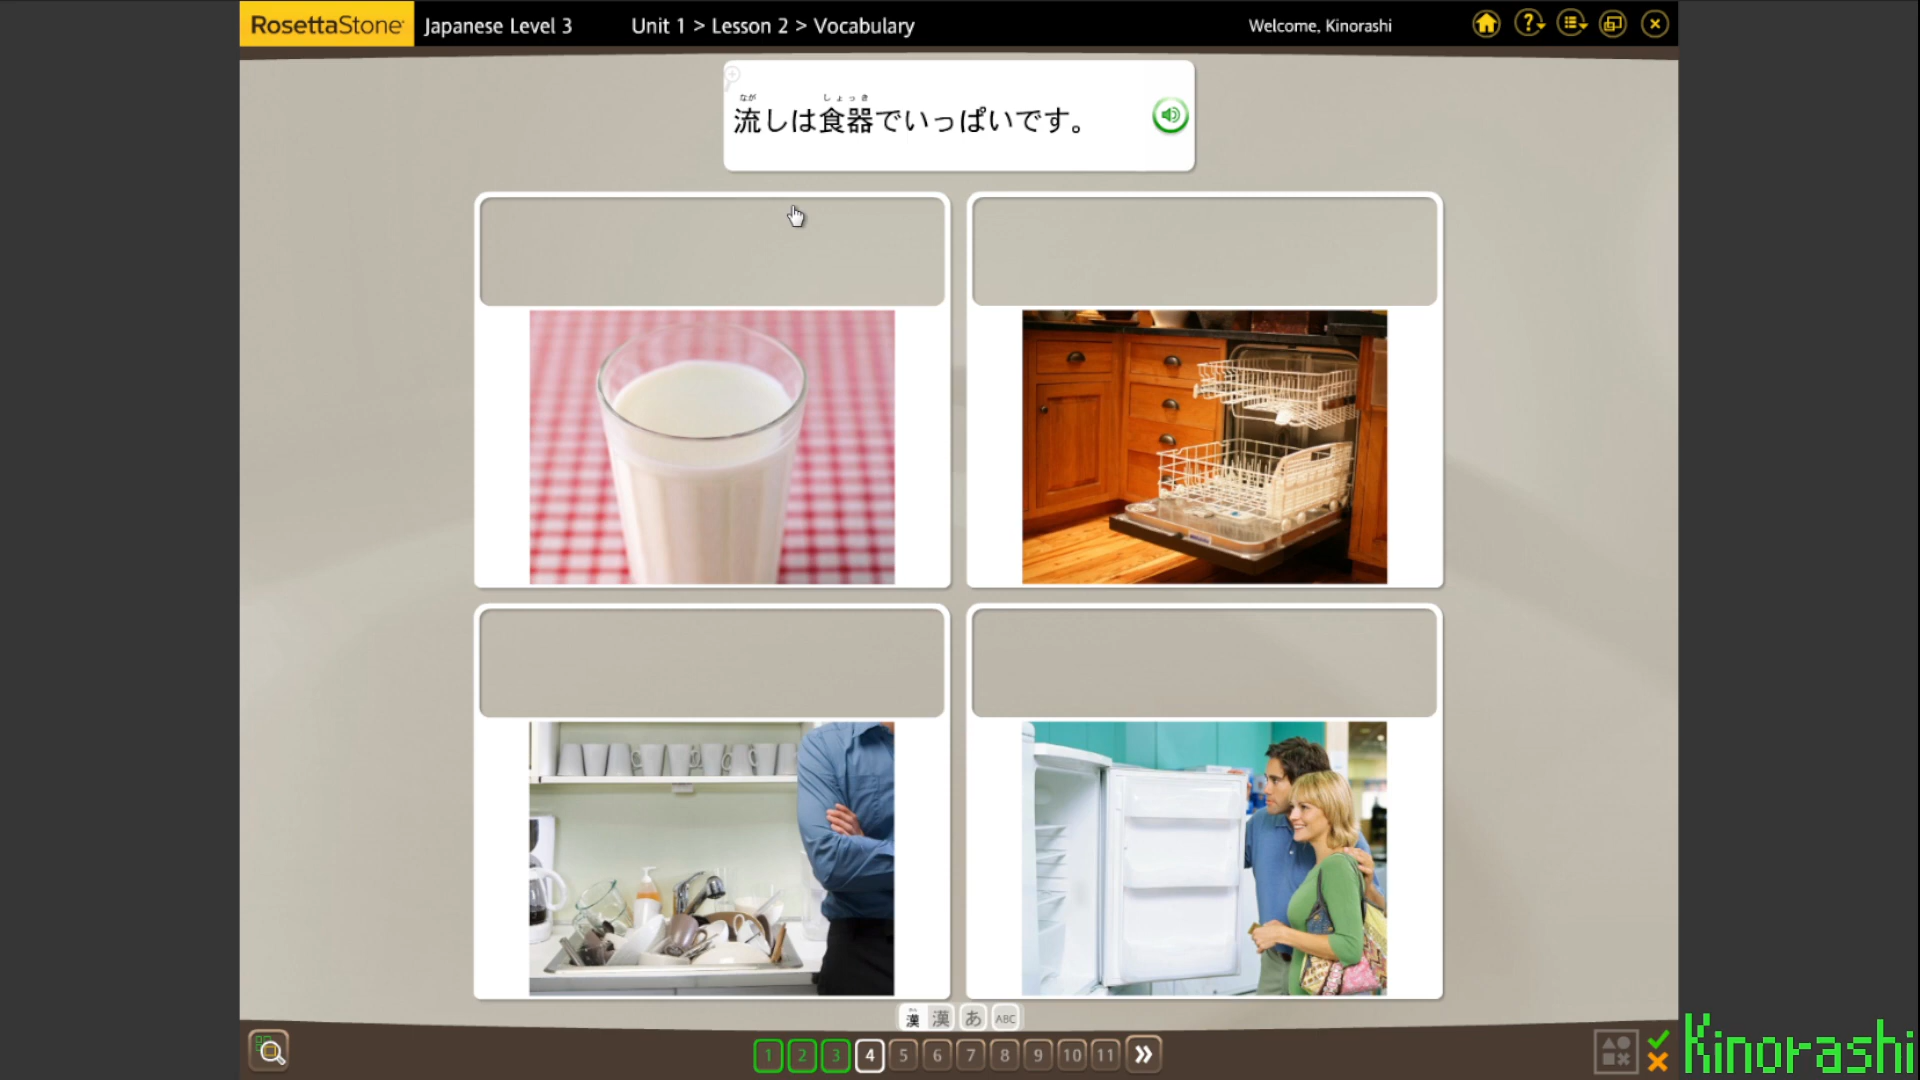 RosettaStone Japanese Level 3 Unit 1 > Lesson 2 > Vocabulary Welcome, Kinorashi
なが しょっき
流しは食器でいっぱいです。
漢 漢 あ ABC
1 2 3 4 5 6 7 8 9 10 11
Kinorashi